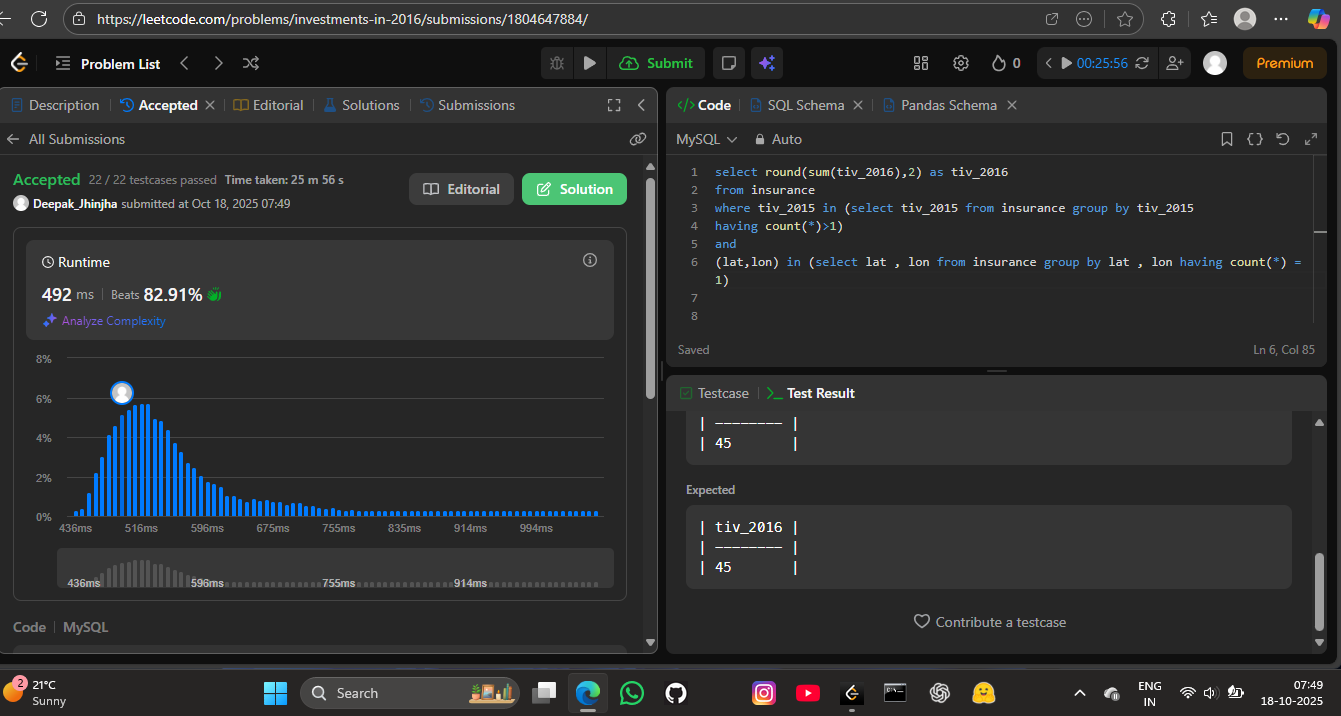 https://leetcode.com/problems/investments-in-2016/submissions/1804647884/
Problem List
Submit
0
00:25:56
Premium
Description
Accepted
Editorial
Solutions
Submissions
All Submissions
Accepted 22 / 22 testcases passed Time taken: 25 m 56 s
Deepak_Jhinjha submitted at Oct 18, 2025 07:49
Editorial
Solution
Runtime
492 ms Beats 82.91%
Analyze Complexity
8%
6%
4%
2%
0%
436ms 516ms 596ms 675ms 755ms 835ms 914ms 994ms
436ms 596ms 755ms 914ms
Code MySQL
</> Code SQL Schema Pandas Schema
MySQL Auto
1 select round(sum(tiv_2016),2) as tiv_2016
2 from insurance
3 where tiv_2015 in (select tiv_2015 from insurance group by tiv_2015
4 having count(*)>1)
5 and
6 (lat,lon) in (select lat , lon from insurance group by lat , lon having count(*) =
1)
7
8
Saved Ln 6, Col 85
Testcase Test Result
| -------- |
| 45 |
Expected
| tiv_2016 |
| -------- |
| 45 |
Contribute a testcase
2
21°C
Sunny
Search
ENG
IN
07:49
18-10-2025